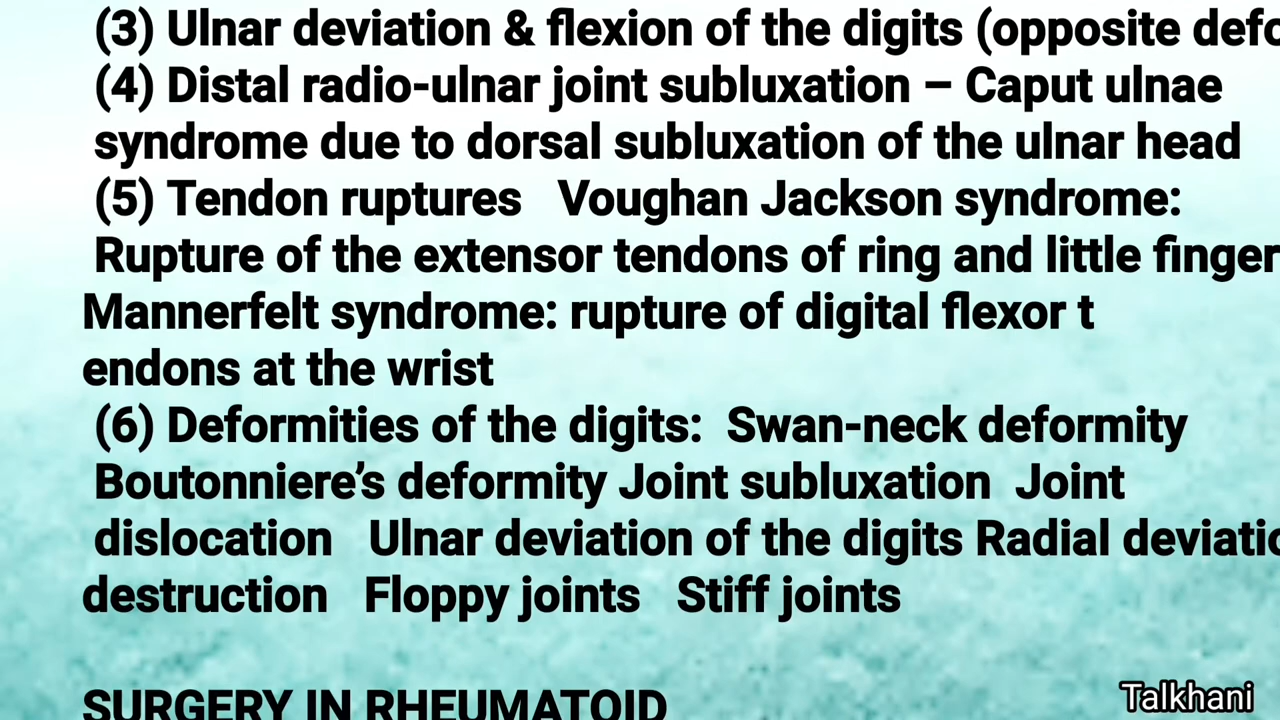 (3) Ulnar deviation & flexion of the digits (opposite
(4) Distal radio-ulnar joint subluxation – Caput ulnae
syndrome due to dorsal subluxation of the ulnar head
(5) Tendon ruptures Voughan Jackson syndrome:
Rupture of the extensor tendons of ring and little finger
Mannerfelt syndrome: rupture of digital flexor t
endons at the wrist
(6) Deformities of the digits: Swan-neck deformity
Boutonniere’s deformity Joint subluxation Joint
dislocation Ulnar deviation of the digits Radial
destruction Floppy joints Stiff joints
SURGERY IN RHEUMATOID
Talkhani